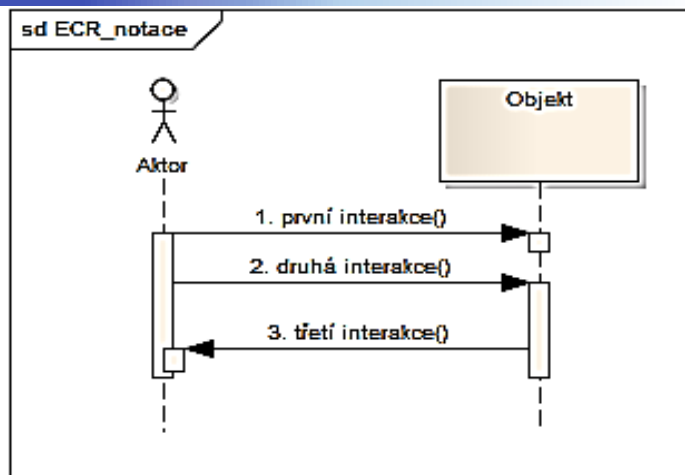 sd ECR_notace
Objekt
Aktor
1. první interakce()
2. druhá interakce()
3. třetí interakce()